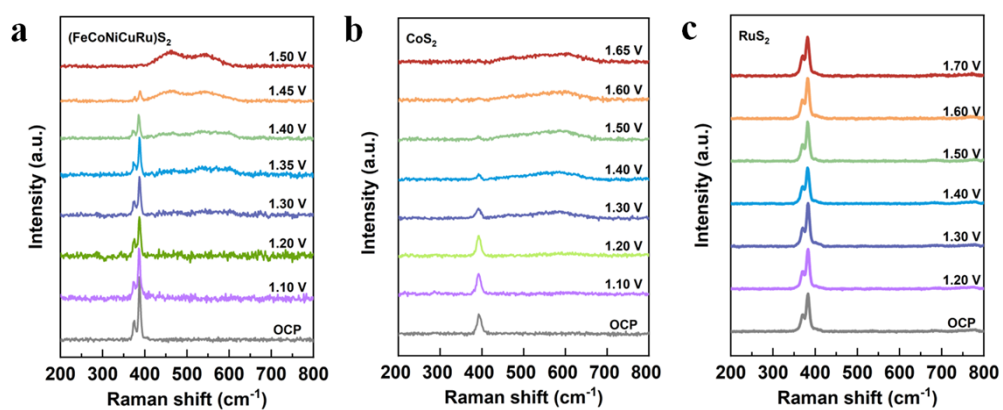 a
(FeCoNiCuRu)S₂
1.50 V
1.45 V
1.40 V
1.35 V
1.30 V
1.20 V
1.10 V
OCP
Intensity (a.u.)
200 300 400 500 600 700 800
Raman shift (cm⁻¹)
b
CoS₂
1.65 V
1.60 V
1.50 V
1.40 V
1.30 V
1.20 V
1.10 V
OCP
Intensity (a.u.)
200 300 400 500 600 700 800
Raman shift (cm⁻¹)
c
RuS₂
1.70 V
1.60 V
1.50 V
1.40 V
1.30 V
1.20 V
OCP
Intensity (a.u.)
200 300 400 500 600 700 800
Raman shift (cm⁻¹)